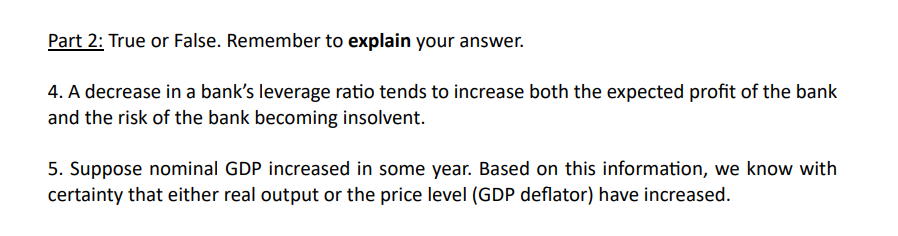 Part 2: True or False. Remember to explain your answer.
4. A decrease in a bank’s leverage ratio tends to increase both the expected profit of the bank
and the risk of the bank becoming insolvent.
5. Suppose nominal GDP increased in some year. Based on this information, we know with
certainty that either real output or the price level (GDP deflator) have increased.